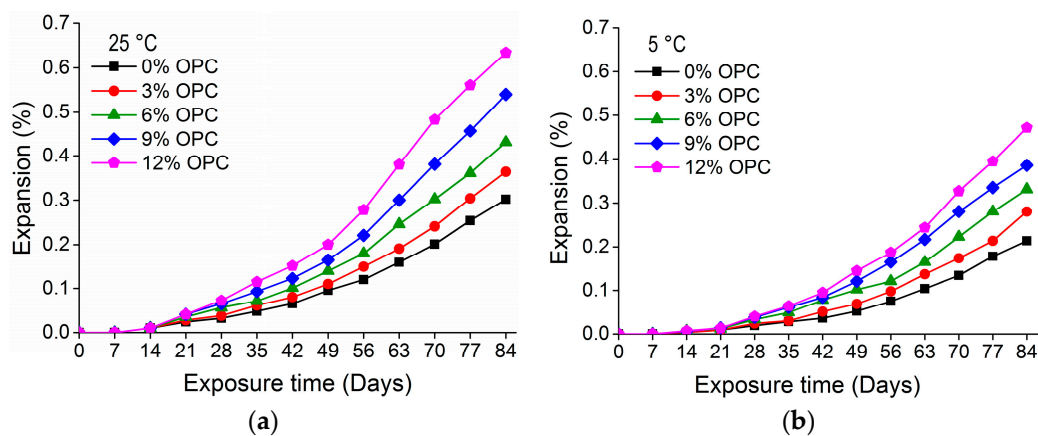 25 °C
0% OPC
3% OPC
6% OPC
9% OPC
12% OPC
Expansion (%)
0.7
0.6
0.5
0.4
0.3
0.2
0.1
0.0
0 7 14 21 28 35 42 49 56 63 70 77 84
Exposure time (Days)
(a)
5 °C
0% OPC
3% OPC
6% OPC
9% OPC
12% OPC
Expansion (%)
0.7
0.6
0.5
0.4
0.3
0.2
0.1
0.0
0 7 14 21 28 35 42 49 56 63 70 77 84
Exposure time (Days)
(b)